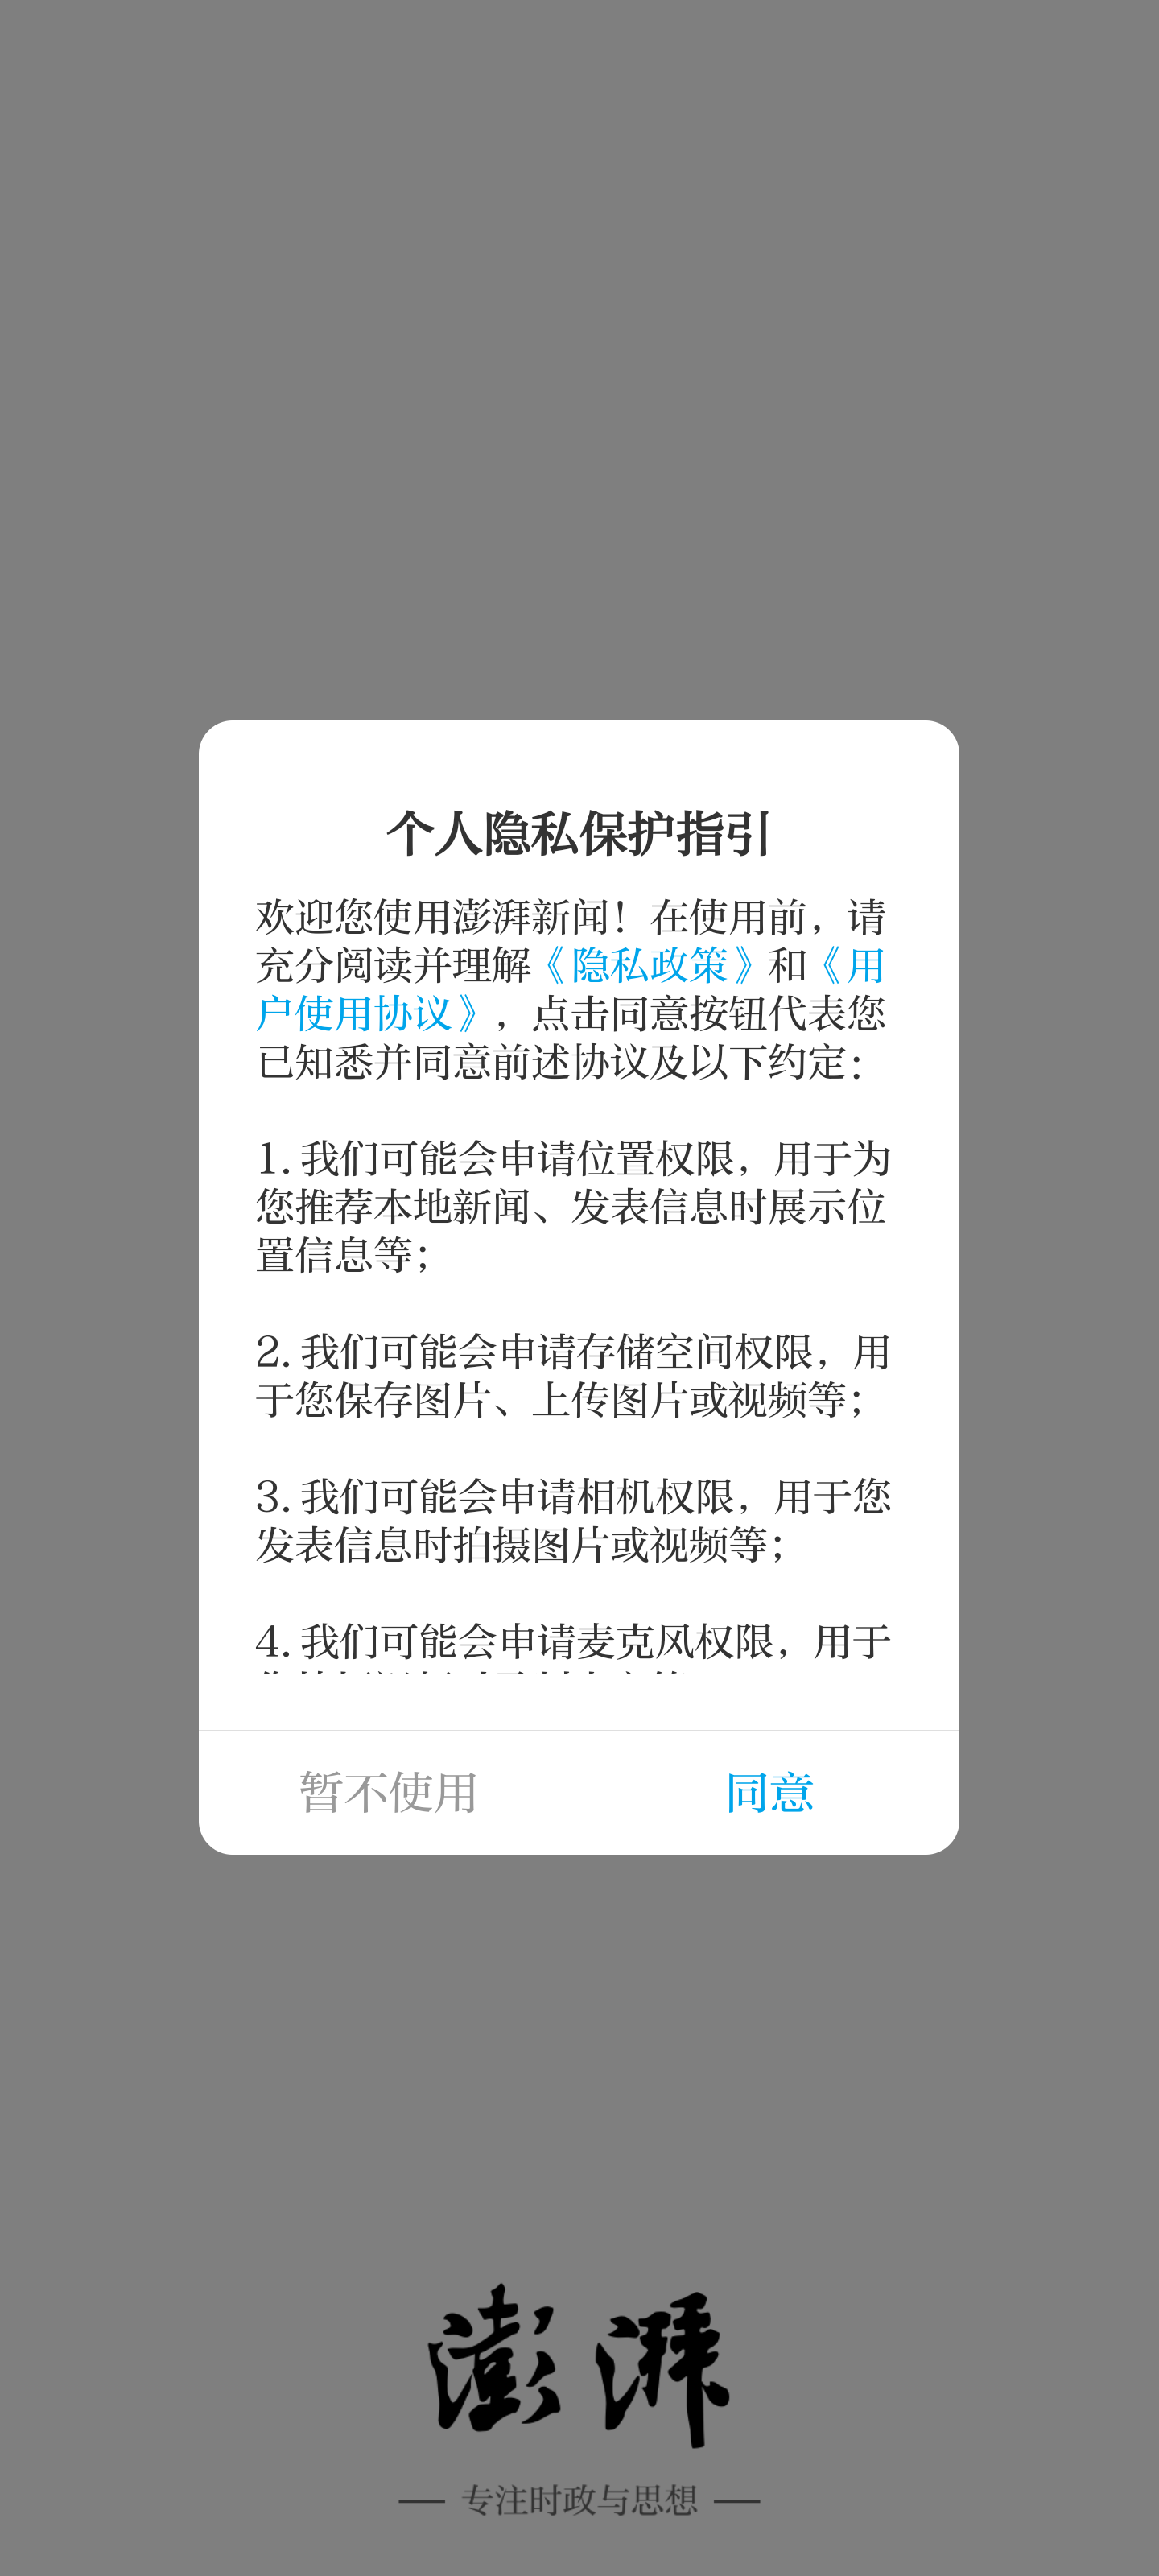 个人隐私保护指引
欢迎您使用澎湃新闻！在使用前，请
充分阅读并理解《隐私政策》和《用
户使用协议》，点击同意按钮代表您
已知悉并同意前述协议及以下约定：
1.我们可能会申请位置权限，用于为
您推荐本地新闻、发表信息时展示位
置信息等；
2.我们可能会申请存储空间权限，用
于您保存图片、上传图片或视频等；
3.我们可能会申请相机权限，用于您
发表信息时拍摄图片或视频等；
4.我们可能会申请麦克风权限，用于
暂不使用
同意
澎湃
专注时政与思想